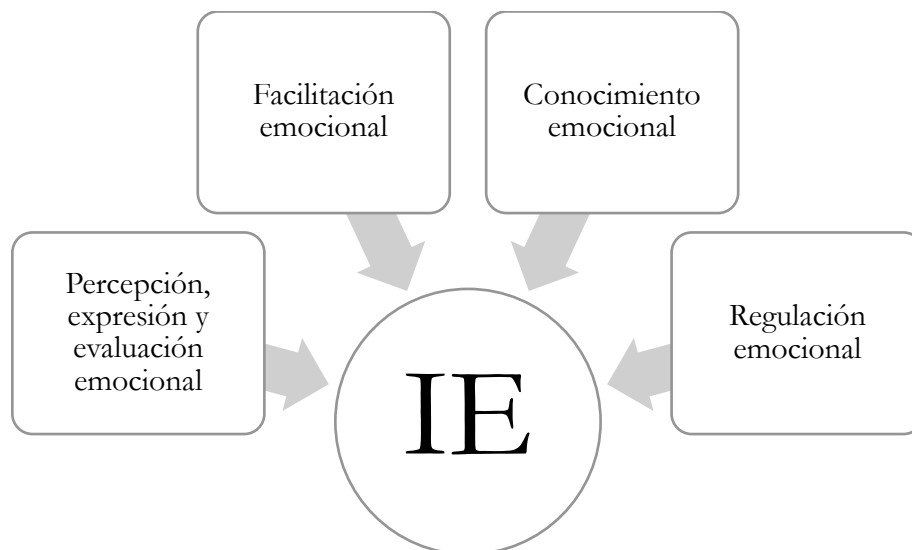 Facilitación
emocional
Conocimiento
emocional
Percepción,
expresión y
evaluación
emocional
Regulación
emocional
IE